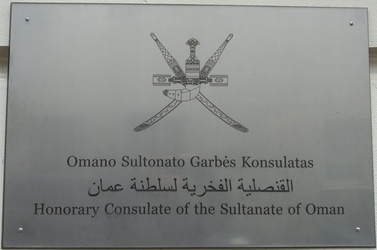 Omano Sultonato Garbės Konsulatas
القنصلية الفخرية لسلطنة عمان
Honorary Consulate of the Sultanate of Oman